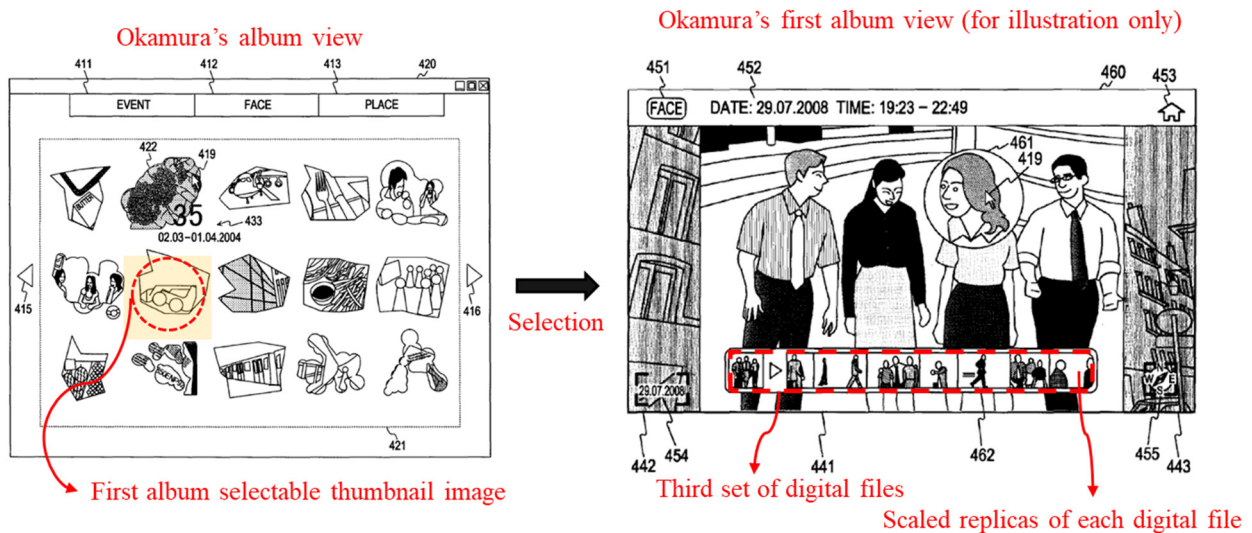 Okamura's album view
Okamura's first album view (for illustration only)
411
412
413
420
EVENT
FACE
PLACE
422
419
35
433
02.03-01.04.2004
415
416
421
First album selectable thumbnail image
Selection
451
452
460
453
FACE
DATE: 29.07.2008 TIME: 19:23 – 22:49
461
419
29.07.2008
N
W E
S
442
454
441
462
455
443
Third set of digital files
Scaled replicas of each digital file